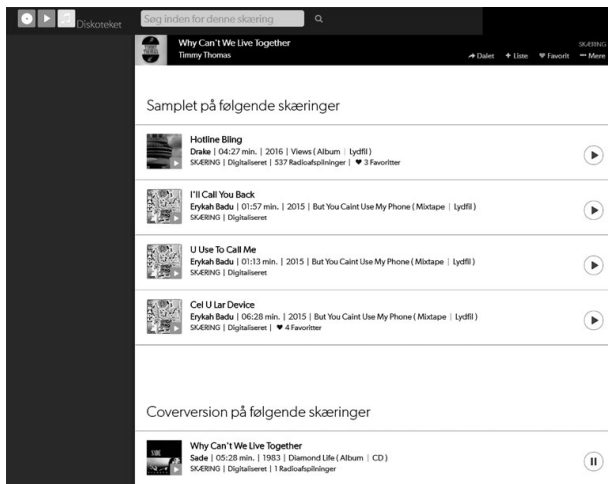 Diskoteket
Søg inden for denne skæring
Why Can't We Live Together
Timmy Thomas
SKÆRING
Dalet + Liste Favorit Mere
Samplet på følgende skæringer
Hotline Bling
Drake | 04:27 min. | 2016 | Views ( Album | Lydfil )
SKÆRING | Digitaliseret | 537 Radioafspilninger | 3 Favoritter
I'll Call You Back
Erykah Badu | 01:57 min. | 2015 | But You Caint Use My Phone ( Mixtape | Lydfil )
SKÆRING | Digitaliseret
U Use To Call Me
Erykah Badu | 01:13 min. | 2015 | But You Caint Use My Phone ( Mixtape | Lydfil )
SKÆRING | Digitaliseret
Cel U Lar Device
Erykah Badu | 06:28 min. | 2015 | But You Caint Use My Phone ( Mixtape | Lydfil )
SKÆRING | Digitaliseret | 4 Favoritter
Coverversion på følgende skæringer
Why Can't We Live Together
Sade | 05:28 min. | 1983 | Diamond Life ( Album | CD )
SKÆRING | Digitaliseret | 1 Radioafspilninger